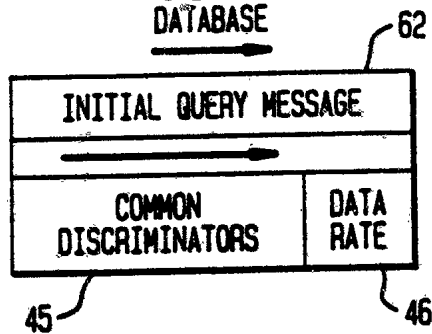 DATABASE
62
INITIAL QUERY MESSAGE
COMMON DATA
DISCRIMINATORS RATE
45 46